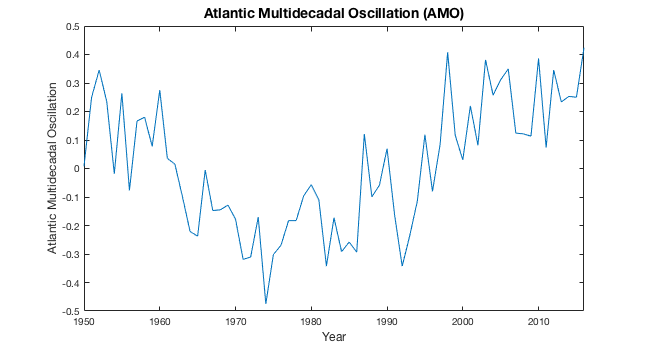 Atlantic Multidecadal Oscillation (AMO)
0.5
0.4
0.3
0.2
0.1
0
-0.1
-0.2
-0.3
-0.4
-0.5
Atlantic Multidecadal Oscillation
1950 1960 1970 1980 1990 2000 2010
Year